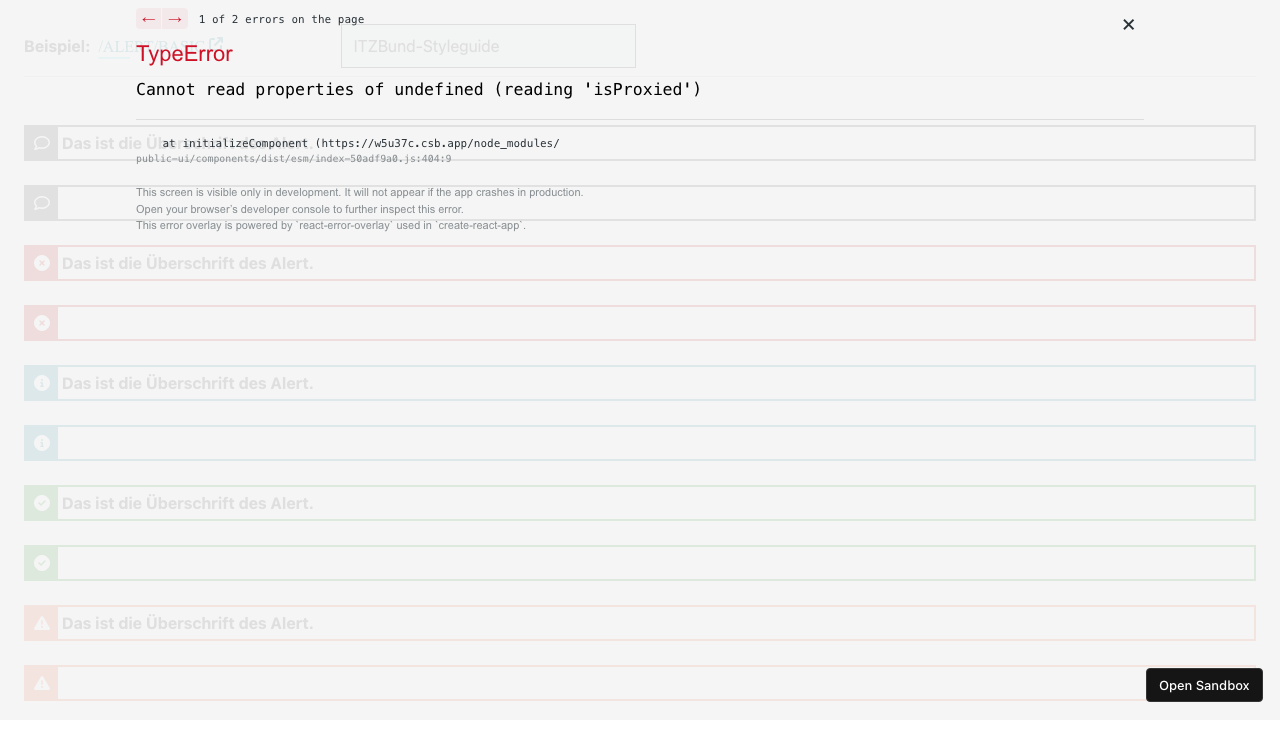 ← → 1 of 2 errors on the page
Beispiel: /ALERT/BASIC ITZBund-Styleguide
TypeError
Cannot read properties of undefined (reading 'isProxied')
Das ist die Überschrift des Alert.
at initializeComponent (https://w5u37c.csb.app/node_modules/
public-ui/components/dist/esm/index-50adf9a0.js:404:9
This screen is visible only in development. It will not appear if the app crashes in production.
Open your browser’s developer console to further inspect this error.
This error overlay is powered by `react-error-overlay` used in `create-react-app`.
Das ist die Überschrift des Alert.
Das ist die Überschrift des Alert.
Das ist die Überschrift des Alert.
Das ist die Überschrift des Alert.
Open Sandbox